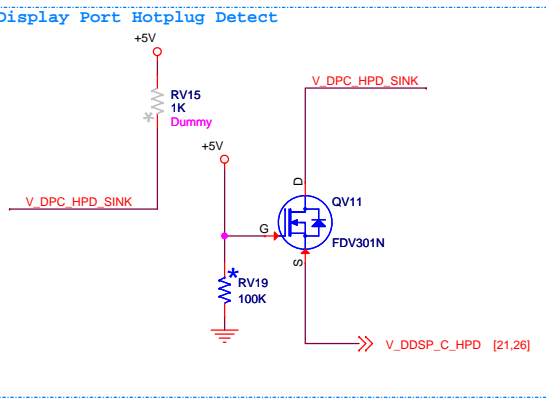 Display Port Hotplug Detect
+5V
RV15
1K
Dummy
V_DPC_HPD_SINK
V_DPC_HPD_SINK
+5V
D
QV11
G
FDV301N
S
RV19
100K
V_DDSP_C_HPD [21,26]